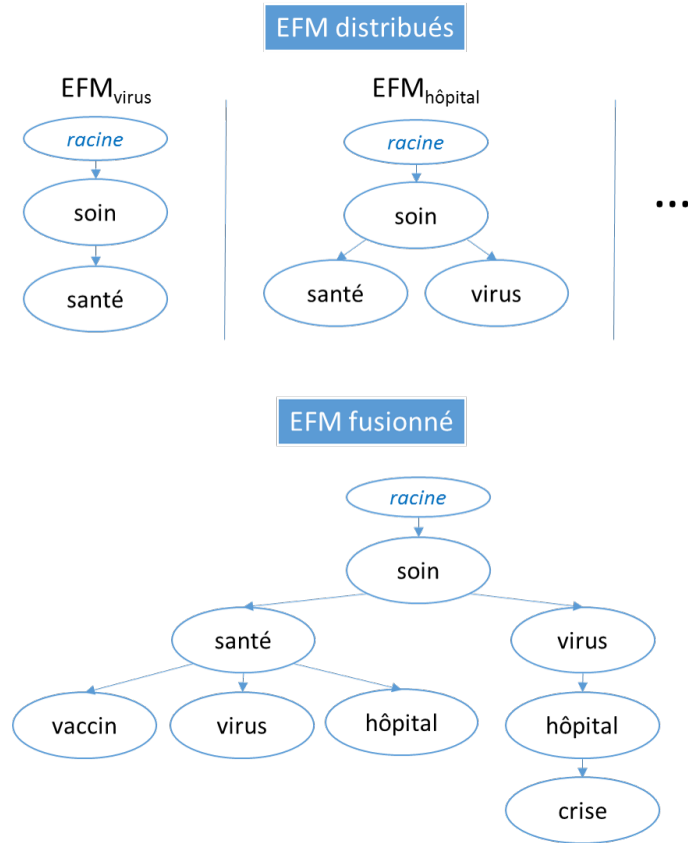 EFM distribués
EFMvirus
EFMhôpital
racine
racine
soin
soin
...
santé
santé
virus
EFM fusionné
racine
soin
santé
virus
vaccin
virus
hôpital
hôpital
crise